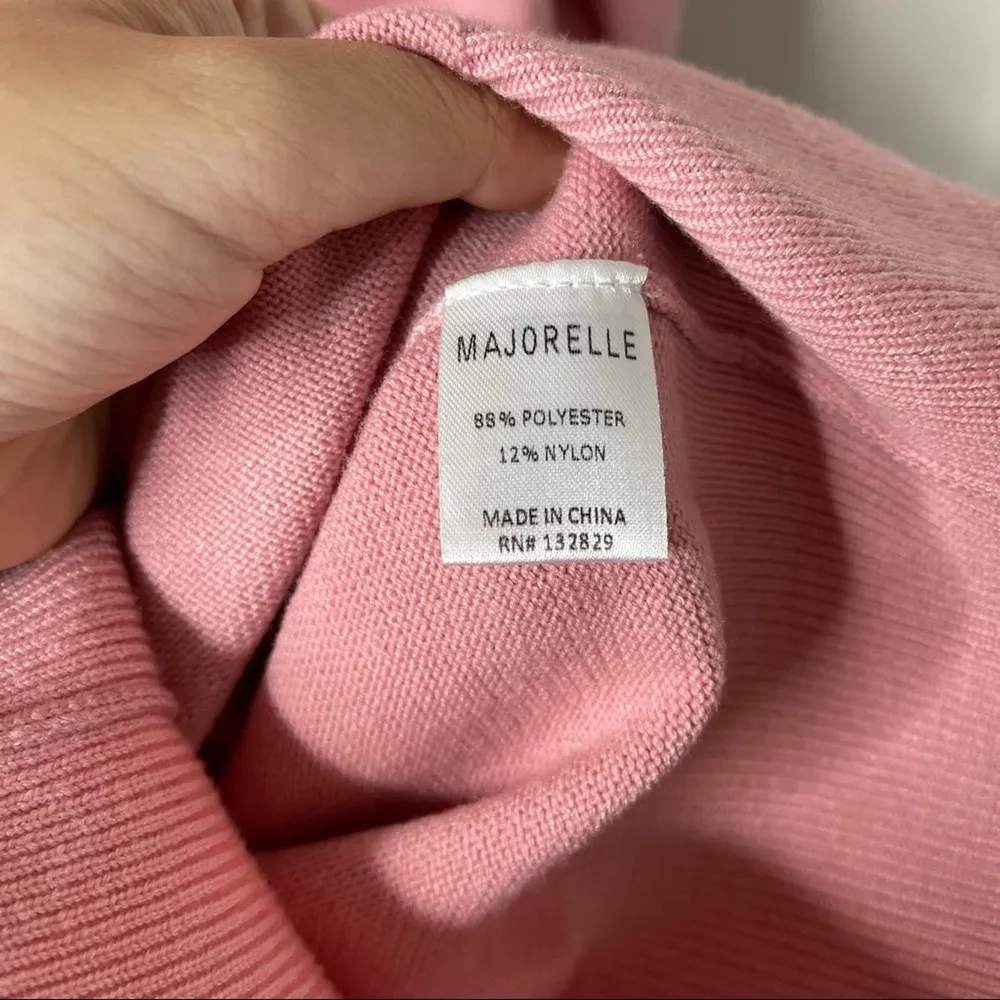 MAJORELLE
88% POLYESTER
12% NYLON
MADE IN CHINA
RN# 132829